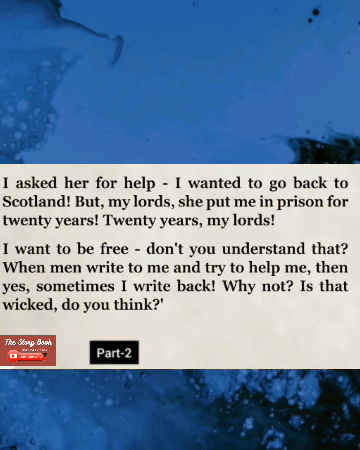 I asked her for help - I wanted to go back to
Scotland! But, my lords, she put me in prison for
twenty years! Twenty years, my lords!
I want to be free - don't you understand that?
When men write to me and try to help me, then
yes, sometimes I write back! Why not? Is that
wicked, do you think?'
The Story Book
Part-2